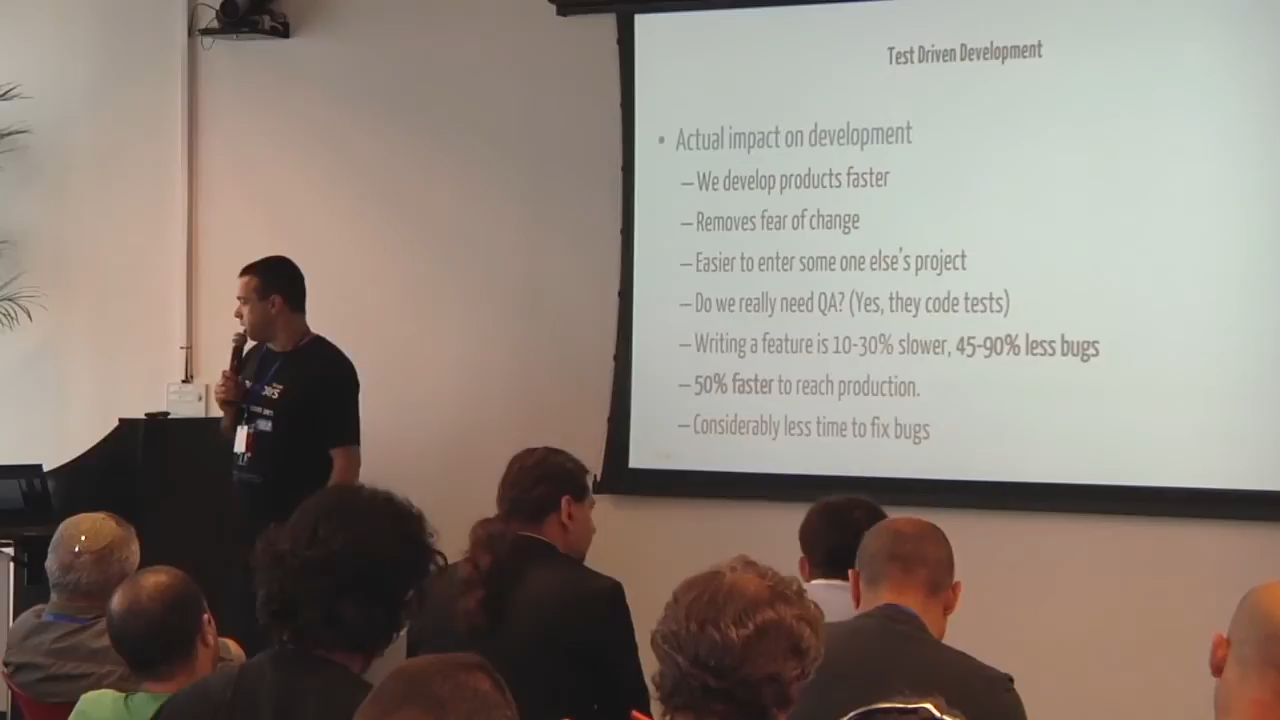 Test Driven Development
• Actual impact on development
– We develop products faster
– Removes fear of change
– Easier to enter some one else's project
– Do we really need QA? (Yes, they code tests)
– Writing a feature is 10-30% slower, 45-90% less bugs
– 50% faster to reach production.
– Considerably less time to fix bugs